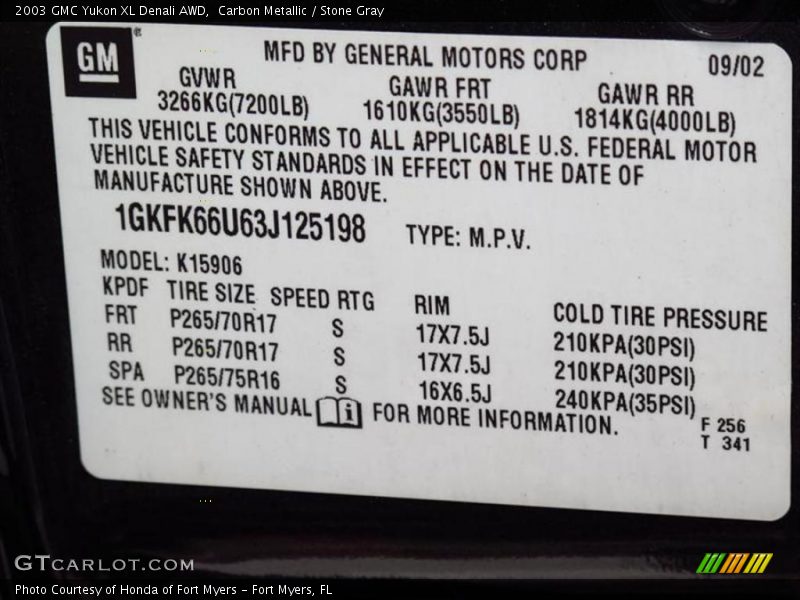 2003 GMC Yukon XL Denali AWD,  Carbon Metallic / Stone Gray
GM
MFD BY GENERAL MOTORS CORP
09/02
GVWR GAWR FRT GAWR RR
3266KG(7200LB) 1610KG(3550LB) 1814KG(4000LB)
THIS VEHICLE CONFORMS TO ALL APPLICABLE U.S. FEDERAL MOTOR
VEHICLE SAFETY STANDARDS IN EFFECT ON THE DATE OF
MANUFACTURE SHOWN ABOVE.
1GKFK66U63J125198 TYPE: M.P.V.
MODEL: K15906
KPDF TIRE SIZE SPEED RTG RIM COLD TIRE PRESSURE
FRT P265/70R17 S 17X7.5J 210KPA(30PSI)
RR P265/70R17 S 17X7.5J 210KPA(30PSI)
SPA P265/75R16 S 16X6.5J 240KPA(35PSI)
SEE OWNER'S MANUAL i FOR MORE INFORMATION.
F 256
T 341
GTCARLOT.COM
Photo Courtesy of Honda of Fort Myers – Fort Myers, FL